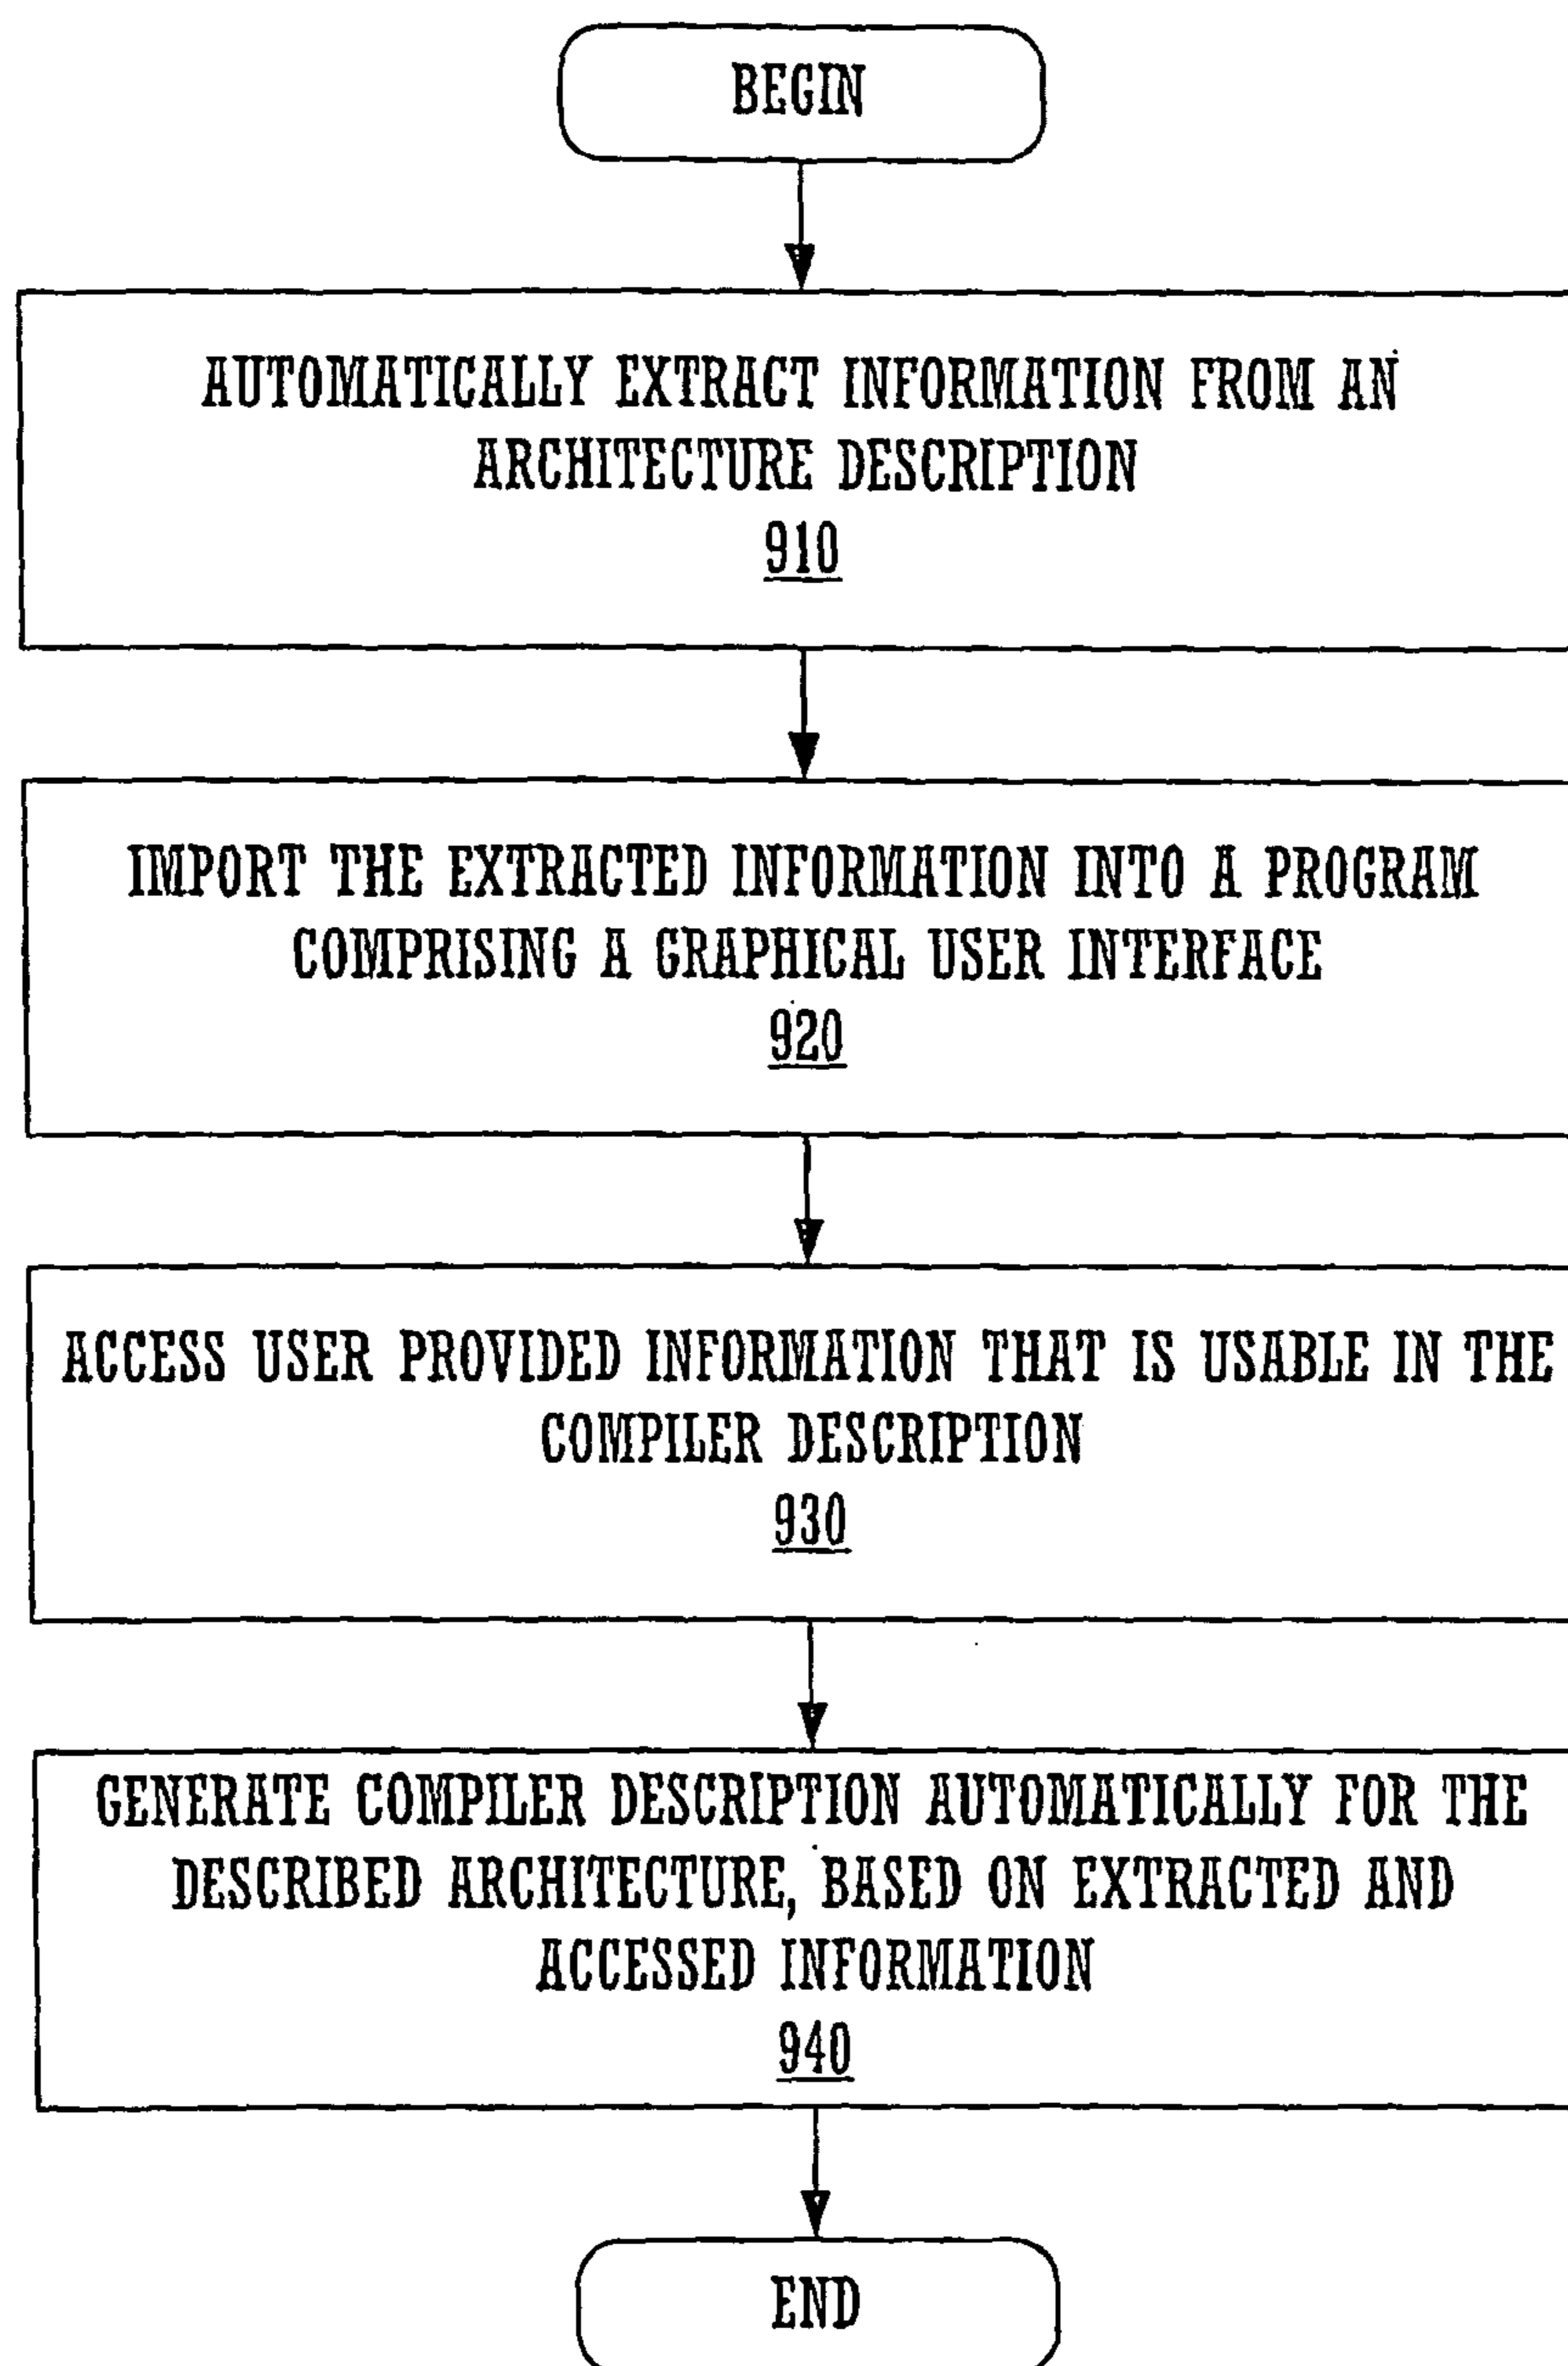 BEGIN
AUTOMATICALLY EXTRACT INFORMATION FROM AN
ARCHITECTURE DESCRIPTION
910
IMPORT THE EXTRACTED INFORMATION INTO A PROGRAM
COMPRISING A GRAPHICAL USER INTERFACE
920
ACCESS USER PROVIDED INFORMATION THAT IS USABLE IN THE
COMPILER DESCRIPTION
930
GENERATE COMPILER DESCRIPTION AUTOMATICALLY FOR THE
DESCRIBED ARCHITECTURE, BASED ON EXTRACTED AND
ACCESSED INFORMATION
940
END